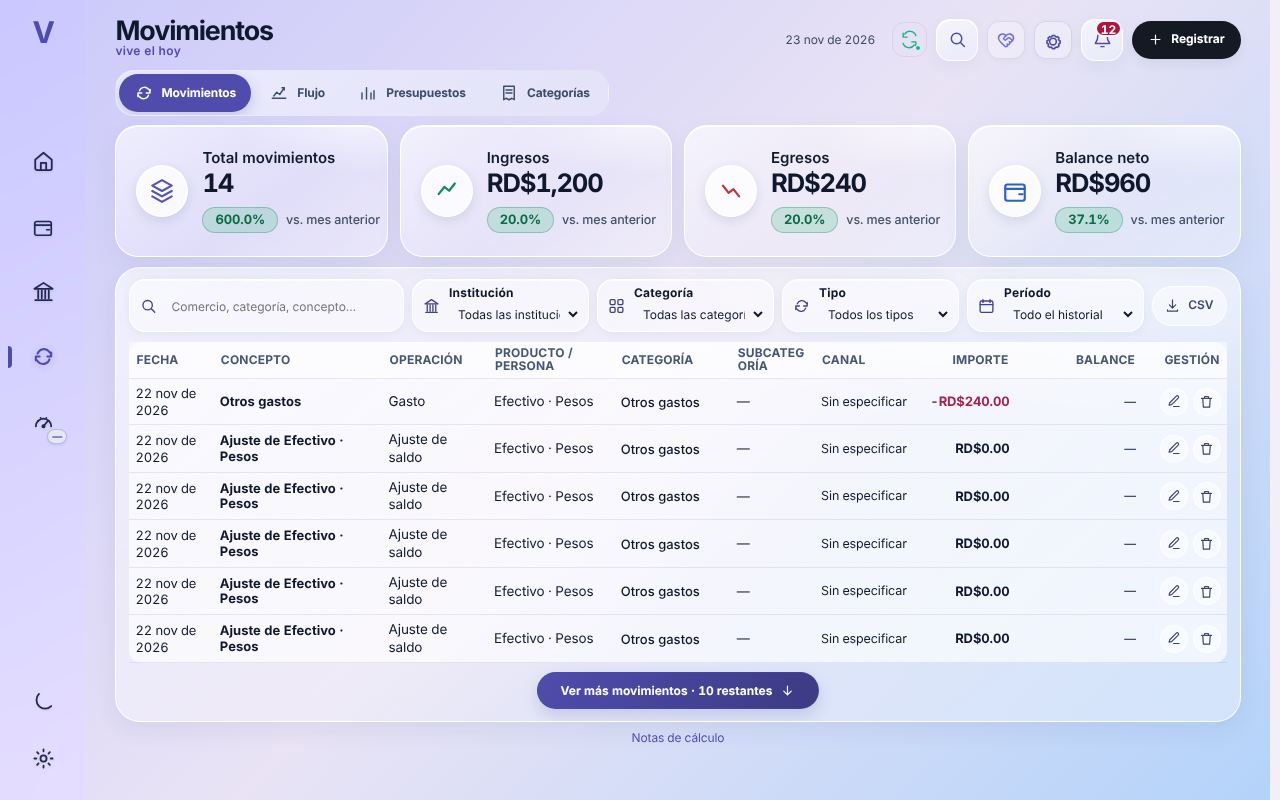 V
Movimientos
vive el hoy
23 nov de 2026
12
Registrar
Movimientos
Flujo
Presupuestos
Categorías
Total movimientos
14
600.0% vs. mes anterior
Ingresos
RD$1,200
20.0% vs. mes anterior
Egresos
RD$240
20.0% vs. mes anterior
Balance neto
RD$960
37.1% vs. mes anterior
Comercio, categoría, concepto...
Institución
Todas las instituci
Categoría
Todas las categorí
Tipo
Todos los tipos
Período
Todo el historial
CSV
FECHA CONCEPTO OPERACIÓN PRODUCTO / PERSONA CATEGORÍA SUBCATEGORÍA CANAL IMPORTE BALANCE GESTIÓN
22 nov de 2026 Otros gastos Gasto Efectivo · Pesos Otros gastos — Sin especificar -RD$240.00 —
22 nov de 2026 Ajuste de Efectivo · Pesos Ajuste de saldo Efectivo · Pesos Otros gastos — Sin especificar RD$0.00 —
22 nov de 2026 Ajuste de Efectivo · Pesos Ajuste de saldo Efectivo · Pesos Otros gastos — Sin especificar RD$0.00 —
22 nov de 2026 Ajuste de Efectivo · Pesos Ajuste de saldo Efectivo · Pesos Otros gastos — Sin especificar RD$0.00 —
22 nov de 2026 Ajuste de Efectivo · Pesos Ajuste de saldo Efectivo · Pesos Otros gastos — Sin especificar RD$0.00 —
22 nov de 2026 Ajuste de Efectivo · Pesos Ajuste de saldo Efectivo · Pesos Otros gastos — Sin especificar RD$0.00 —
Ver más movimientos · 10 restantes ↓
Notas de cálculo